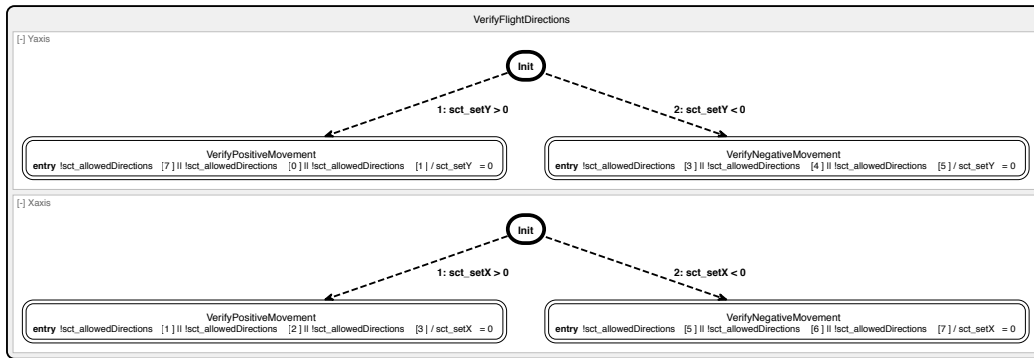 VerifyFlightDirections
[-] Yaxis
Init
1: sct_setY > 0
2: sct_setY < 0
VerifyPositiveMovement
entry !sct_allowedDirections [7 ] || !sct_allowedDirections [0 ] || !sct_allowedDirections [1 ] / sct_setY = 0
VerifyNegativeMovement
entry !sct_allowedDirections [3 ] || !sct_allowedDirections [4 ] || !sct_allowedDirections [5 ] / sct_setY = 0
[-] Xaxis
Init
1: sct_setX > 0
2: sct_setX < 0
VerifyPositiveMovement
entry !sct_allowedDirections [1 ] || !sct_allowedDirections [2 ] || !sct_allowedDirections [3 ] / sct_setX = 0
VerifyNegativeMovement
entry !sct_allowedDirections [5 ] || !sct_allowedDirections [6 ] || !sct_allowedDirections [7 ] / sct_setX = 0